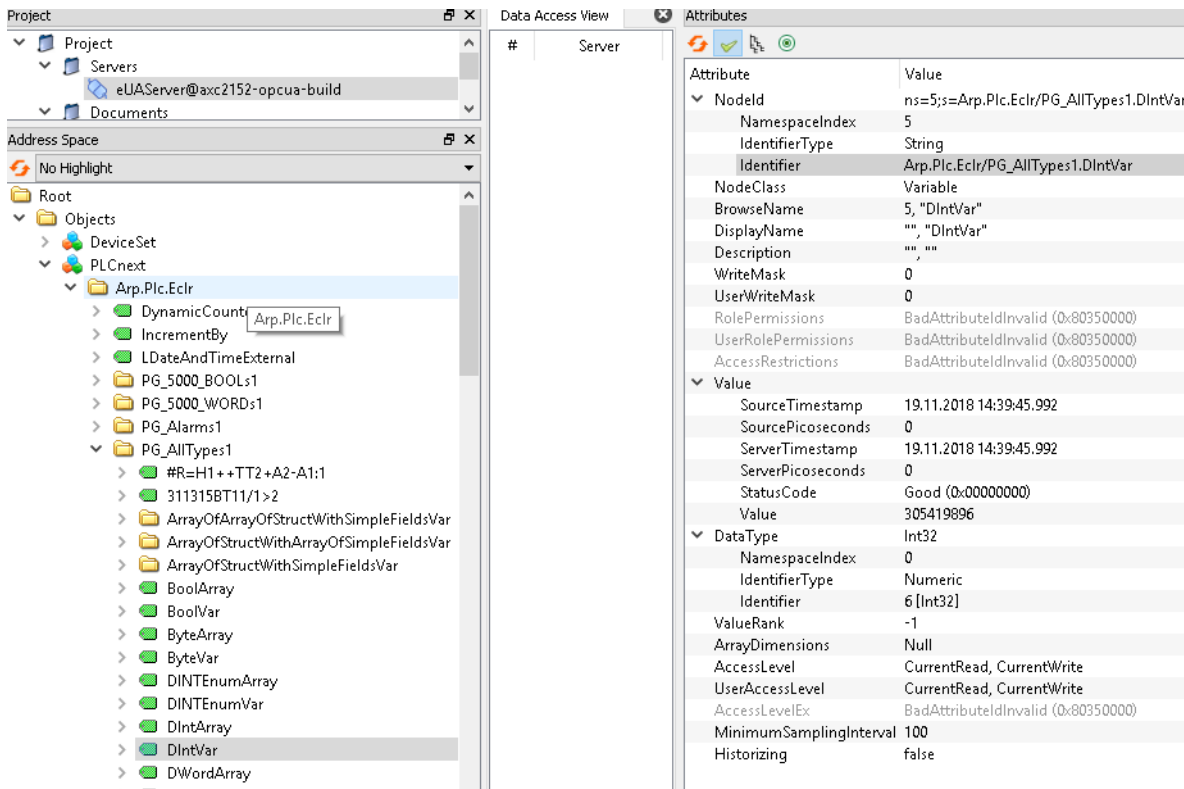 Project
Project
Servers
eUAServer@axc2152-opcua-build
Documents
Address Space
No Highlight
Root
Objects
DeviceSet
PLCnext
Arp.Plc.Eclr
DynamicCount
Arp.Plc.Eclr
IncrementBy
LDateAndTimeExternal
PG_5000_BOOLs1
PG_5000_WORDs1
PG_Alarms1
PG_AllTypes1
#R=H1++TT2+A2-A1:1
311315BT11/1>2
ArrayOfArrayOfStructWithSimpleFieldsVar
ArrayOfStructWithArrayOfSimpleFieldsVar
ArrayOfStructWithSimpleFieldsVar
BoolArray
BoolVar
ByteArray
ByteVar
DINTEnumArray
DINTEnumVar
DIntArray
DIntVar
DWordArray
Data Access View
# Server
Attributes
Attribute Value
NodeId ns=5;s=Arp.Plc.Eclr/PG_AllTypes1.DIntVar
NamespaceIndex 5
IdentifierType String
Identifier Arp.Plc.Eclr/PG_AllTypes1.DIntVar
NodeClass Variable
BrowseName 5, "DIntVar"
DisplayName "", "DIntVar"
Description "", ""
WriteMask 0
UserWriteMask 0
RolePermissions BadAttributeIdInvalid (0x80350000)
UserRolePermissions BadAttributeIdInvalid (0x80350000)
AccessRestrictions BadAttributeIdInvalid (0x80350000)
Value
SourceTimestamp 19.11.2018 14:39:45.992
SourcePicoseconds 0
ServerTimestamp 19.11.2018 14:39:45.992
ServerPicoseconds 0
StatusCode Good (0x00000000)
Value 305419896
DataType Int32
NamespaceIndex 0
IdentifierType Numeric
Identifier 6 [Int32]
ValueRank -1
ArrayDimensions Null
AccessLevel CurrentRead, CurrentWrite
UserAccessLevel CurrentRead, CurrentWrite
AccessLevelEx BadAttributeIdInvalid (0x80350000)
MinimumSamplingInterval 100
Historizing false